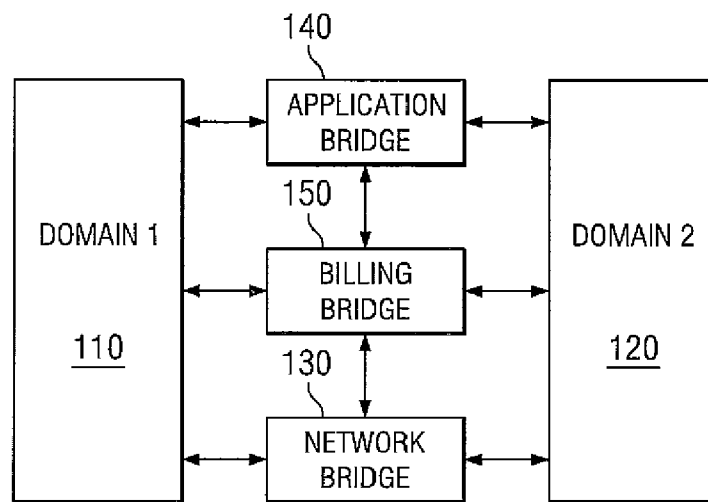 140
APPLICATION
BRIDGE
150
DOMAIN 1
BILLING
BRIDGE
DOMAIN 2
110
130
120
NETWORK
BRIDGE